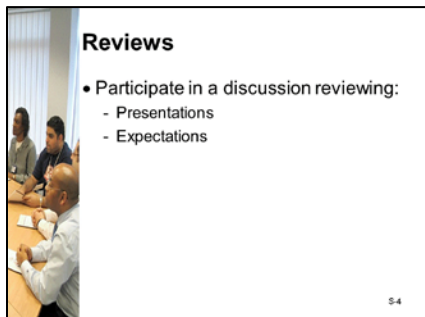 Reviews
• Participate in a discussion reviewing:
- Presentations
- Expectations
S-4